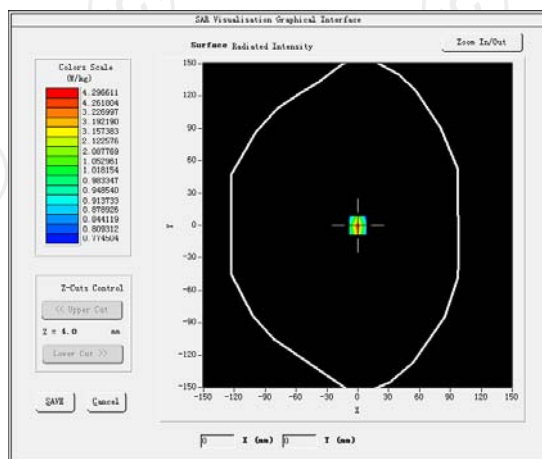 SAR Visualisation Graphical Interface
Surface Radiated Intensity
Zoom In/Out
Colors Scale
(W/kg)
4.296611
4.261804
3.226997
3.192190
3.157383
2.122576
2.087769
1.052961
1.018154
0.983347
0.948540
0.913733
0.878926
0.844119
0.809312
0.774504
150
120
90
60
30
0
-30
-60
-90
-120
-150
Y
-150 -120 -90 -60 -30 0 30 60 90 120 150
X
Z-Cuts Control
<< Upper Cut
Z = 4.0 mm
Lower Cut >>
SAVE Cancel
0 X (mm) 0 Y (mm)